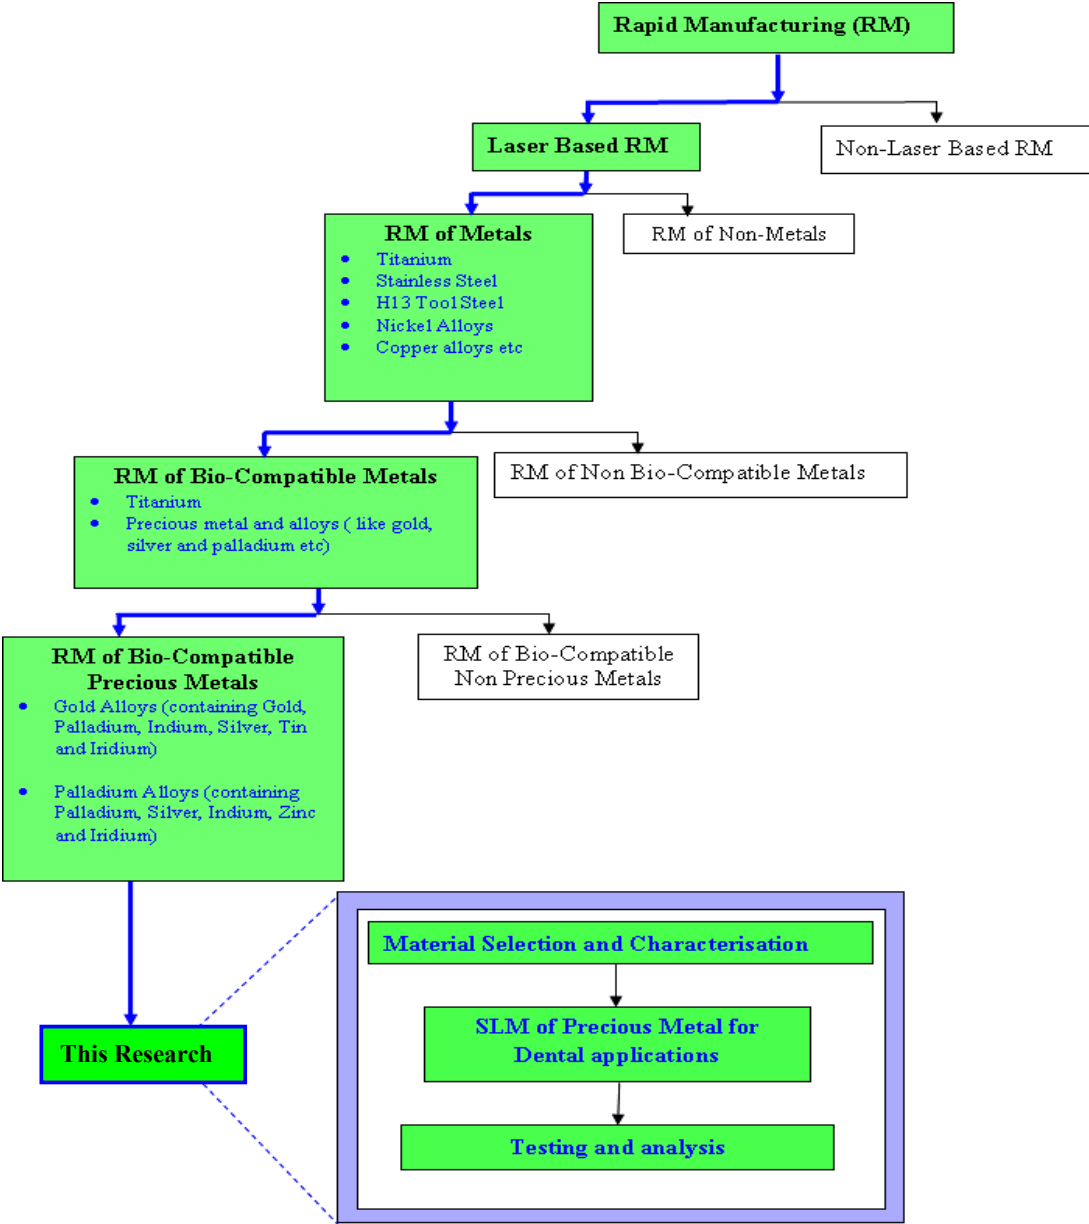 Rapid Manufacturing (RM)
Laser Based RM
Non-Laser Based RM
RM of Metals
• Titanium
• Stainless Steel
• H13 Tool Steel
• Nickel Alloys
• Copper alloys etc
RM of Non-Metals
RM of Bio-Compatible Metals
• Titanium
• Precious metal and alloys ( like gold,
silver and palladium etc)
RM of Non Bio-Compatible Metals
RM of Bio-Compatible
Precious Metals
• Gold Alloys (containing Gold,
Palladium, Indium, Silver, Tin
and Iridium)
• Palladium Alloys (containing
Palladium, Silver, Indium, Zinc
and Iridium)
RM of Bio-Compatible
Non Precious Metals
This Research
Material Selection and Characterisation
SLM of Precious Metal for
Dental applications
Testing and analysis